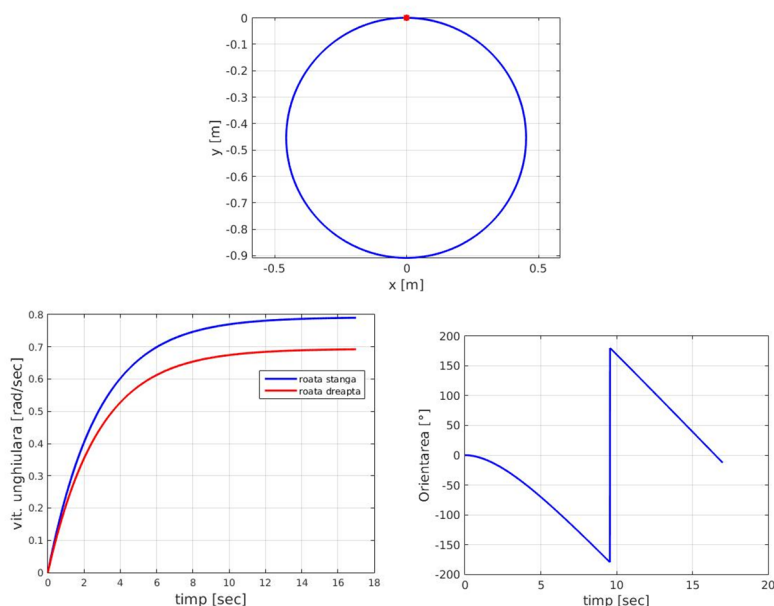 0
-0.1
-0.2
-0.3
-0.4
-0.5
-0.6
-0.7
-0.8
-0.9
y [m]
-0.5 0 0.5
x [m]
0.8
0.7
0.6
0.5
0.4
0.3
0.2
0.1
0
vit. unghiulara [rad/sec]
roata stanga
roata dreapta
0 2 4 6 8 10 12 14 16 18
timp [sec]
200
150
100
50
0
-50
-100
-150
-200
Orientarea [°]
0 5 10 15 20
timp [sec]